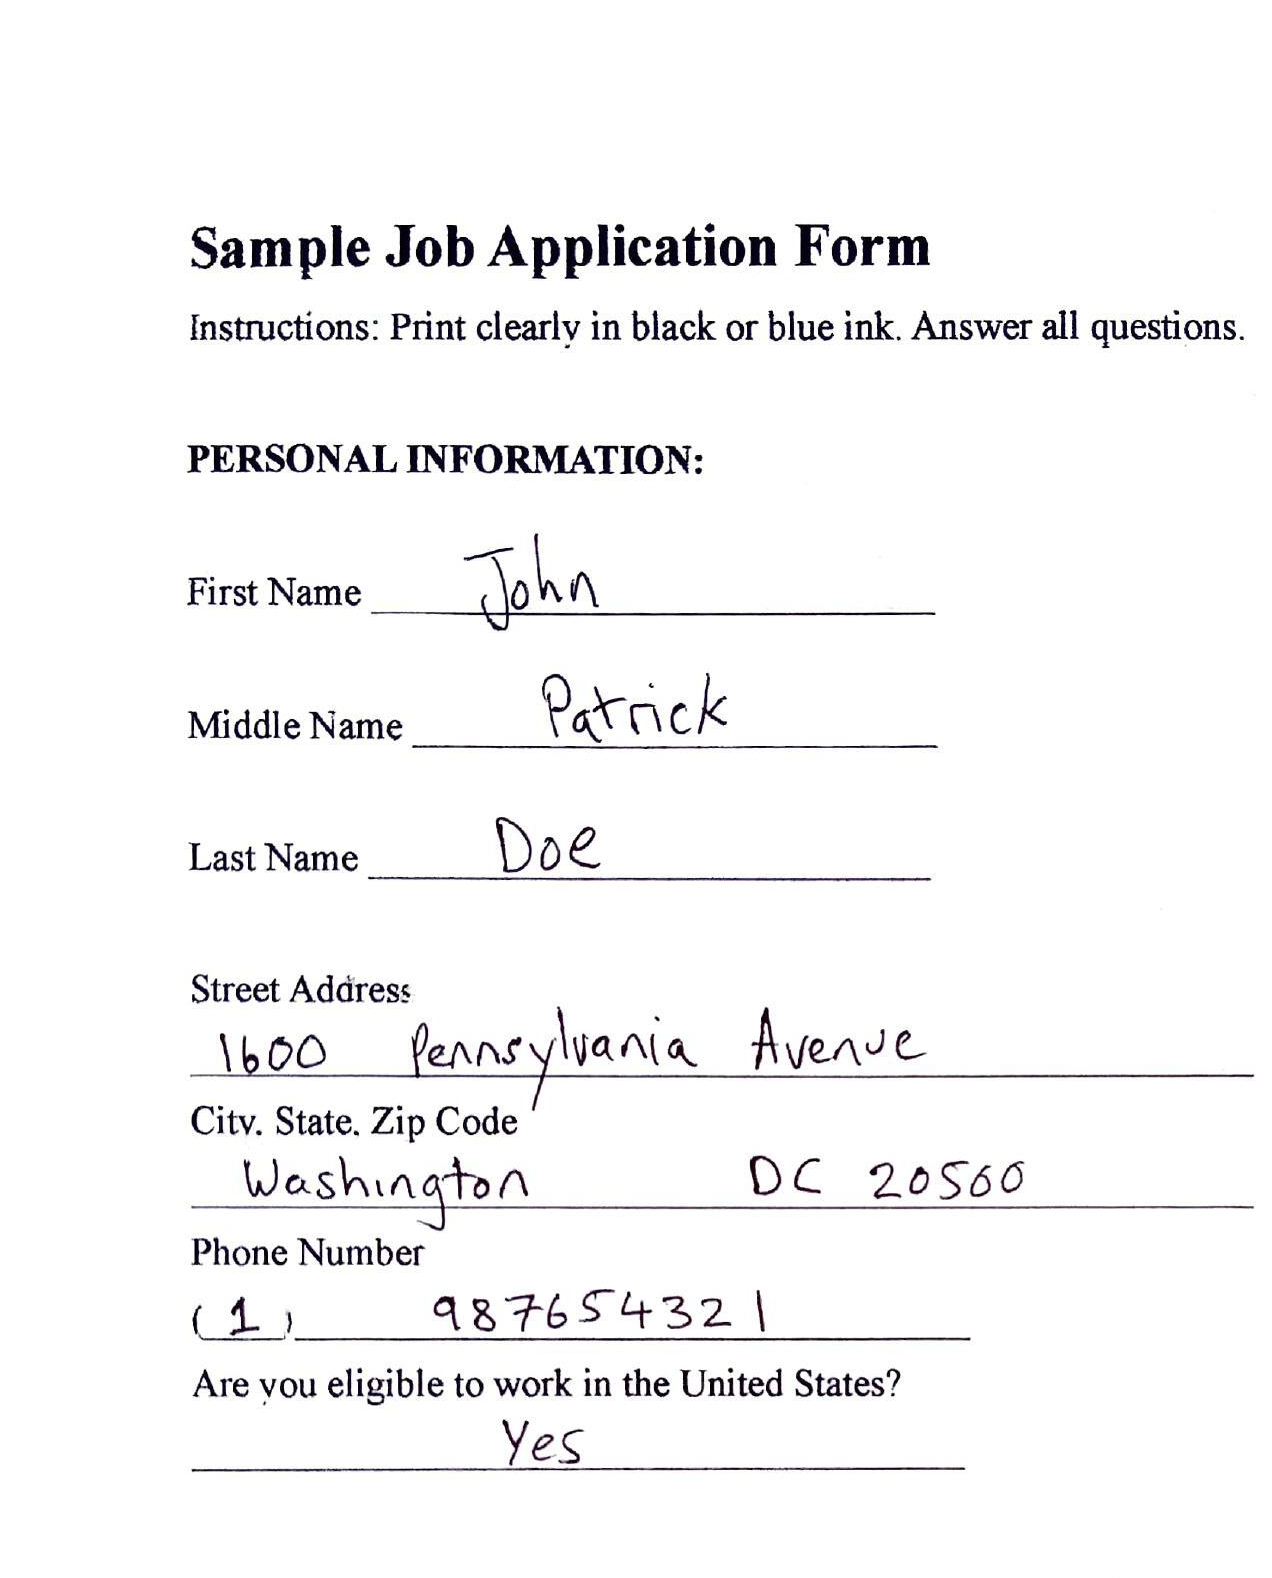 Sample Job Application Form
Instructions: Print clearly in black or blue ink. Answer all questions.
PERSONAL INFORMATION:
First Name John
Middle Name Patrick
Last Name Doe
Street Address
1600 Pennsylvania Avenue
City, State, Zip Code
Washington DC 20500
Phone Number
(1) 987654321
Are you eligible to work in the United States?
Yes